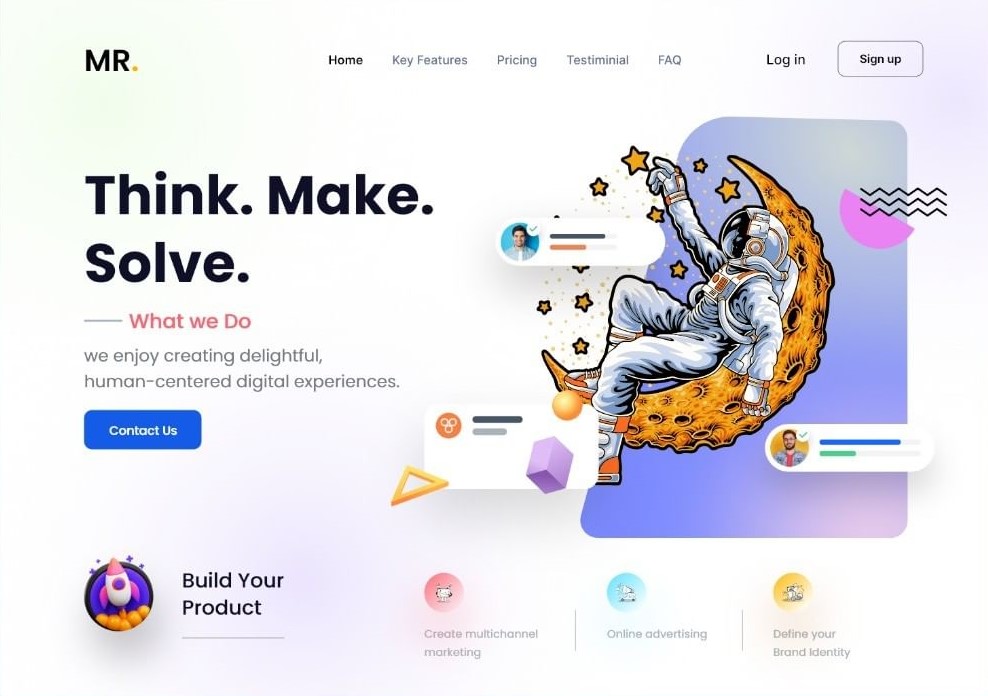 MR.
Home
Key Features
Pricing
Testiminial
FAQ
Log in
Sign up
Think. Make.
Solve.
What we Do
we enjoy creating delightful,
human-centered digital experiences.
Contact Us
Build Your
Product
Create multichannel
marketing
Online advertising
Define your
Brand Identity